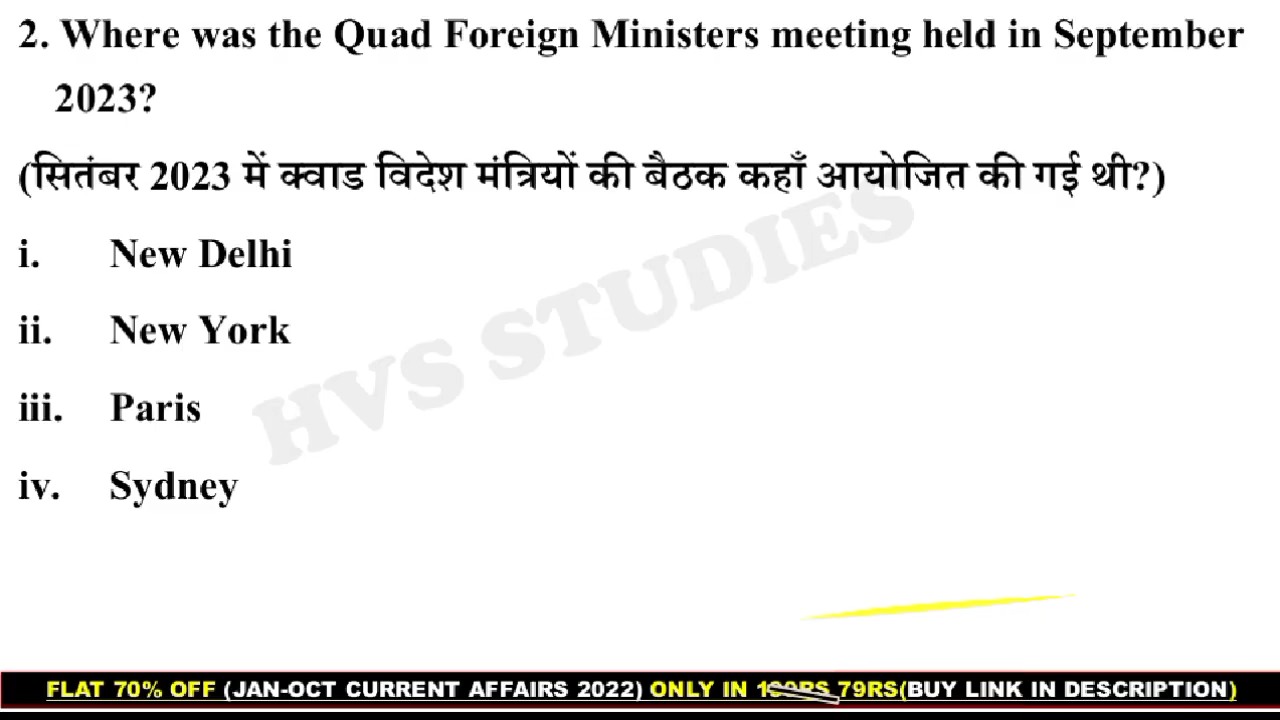 2. Where was the Quad Foreign Ministers meeting held in September
2023?
(सितंबर 2023 में क्वाड विदेश मंत्रियों की बैठक कहाँ आयोजित की गई थी?)
i. New Delhi
ii. New York
iii. Paris
iv. Sydney
HVS STUDIES
FLAT 70% OFF (JAN-OCT CURRENT AFFAIRS 2022) ONLY IN 79RS(BUY LINK IN DESCRIPTION)